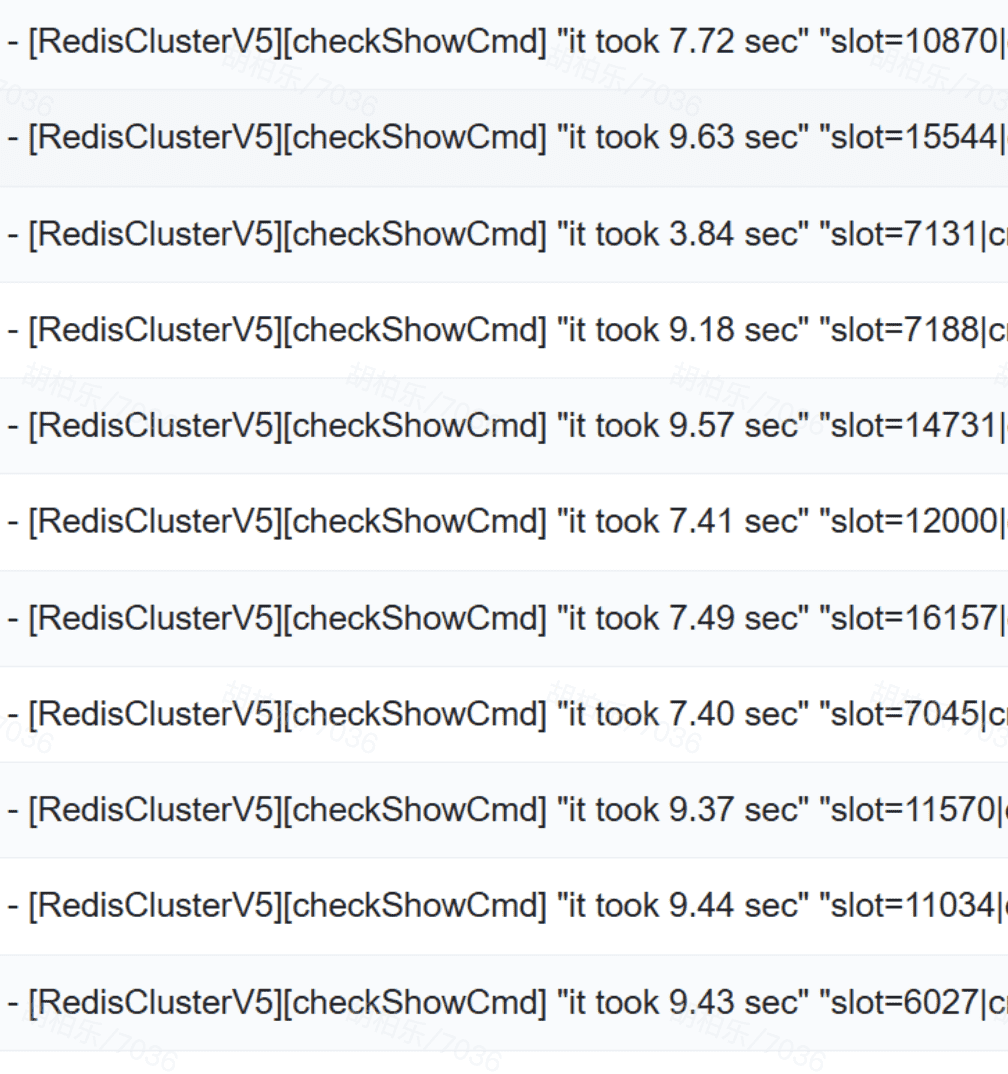 - [RedisClusterV5][checkShowCmd] "it took 7.72 sec" "slot=10870|
- [RedisClusterV5][checkShowCmd] "it took 9.63 sec" "slot=15544|
- [RedisClusterV5][checkShowCmd] "it took 3.84 sec" "slot=7131|c
- [RedisClusterV5][checkShowCmd] "it took 9.18 sec" "slot=7188|c
- [RedisClusterV5][checkShowCmd] "it took 9.57 sec" "slot=14731|
- [RedisClusterV5][checkShowCmd] "it took 7.41 sec" "slot=12000|
- [RedisClusterV5][checkShowCmd] "it took 7.49 sec" "slot=16157|
- [RedisClusterV5][checkShowCmd] "it took 7.40 sec" "slot=7045|c
- [RedisClusterV5][checkShowCmd] "it took 9.37 sec" "slot=11570|
- [RedisClusterV5][checkShowCmd] "it took 9.44 sec" "slot=11034|
- [RedisClusterV5][checkShowCmd] "it took 9.43 sec" "slot=6027|c
胡柏乐/7036